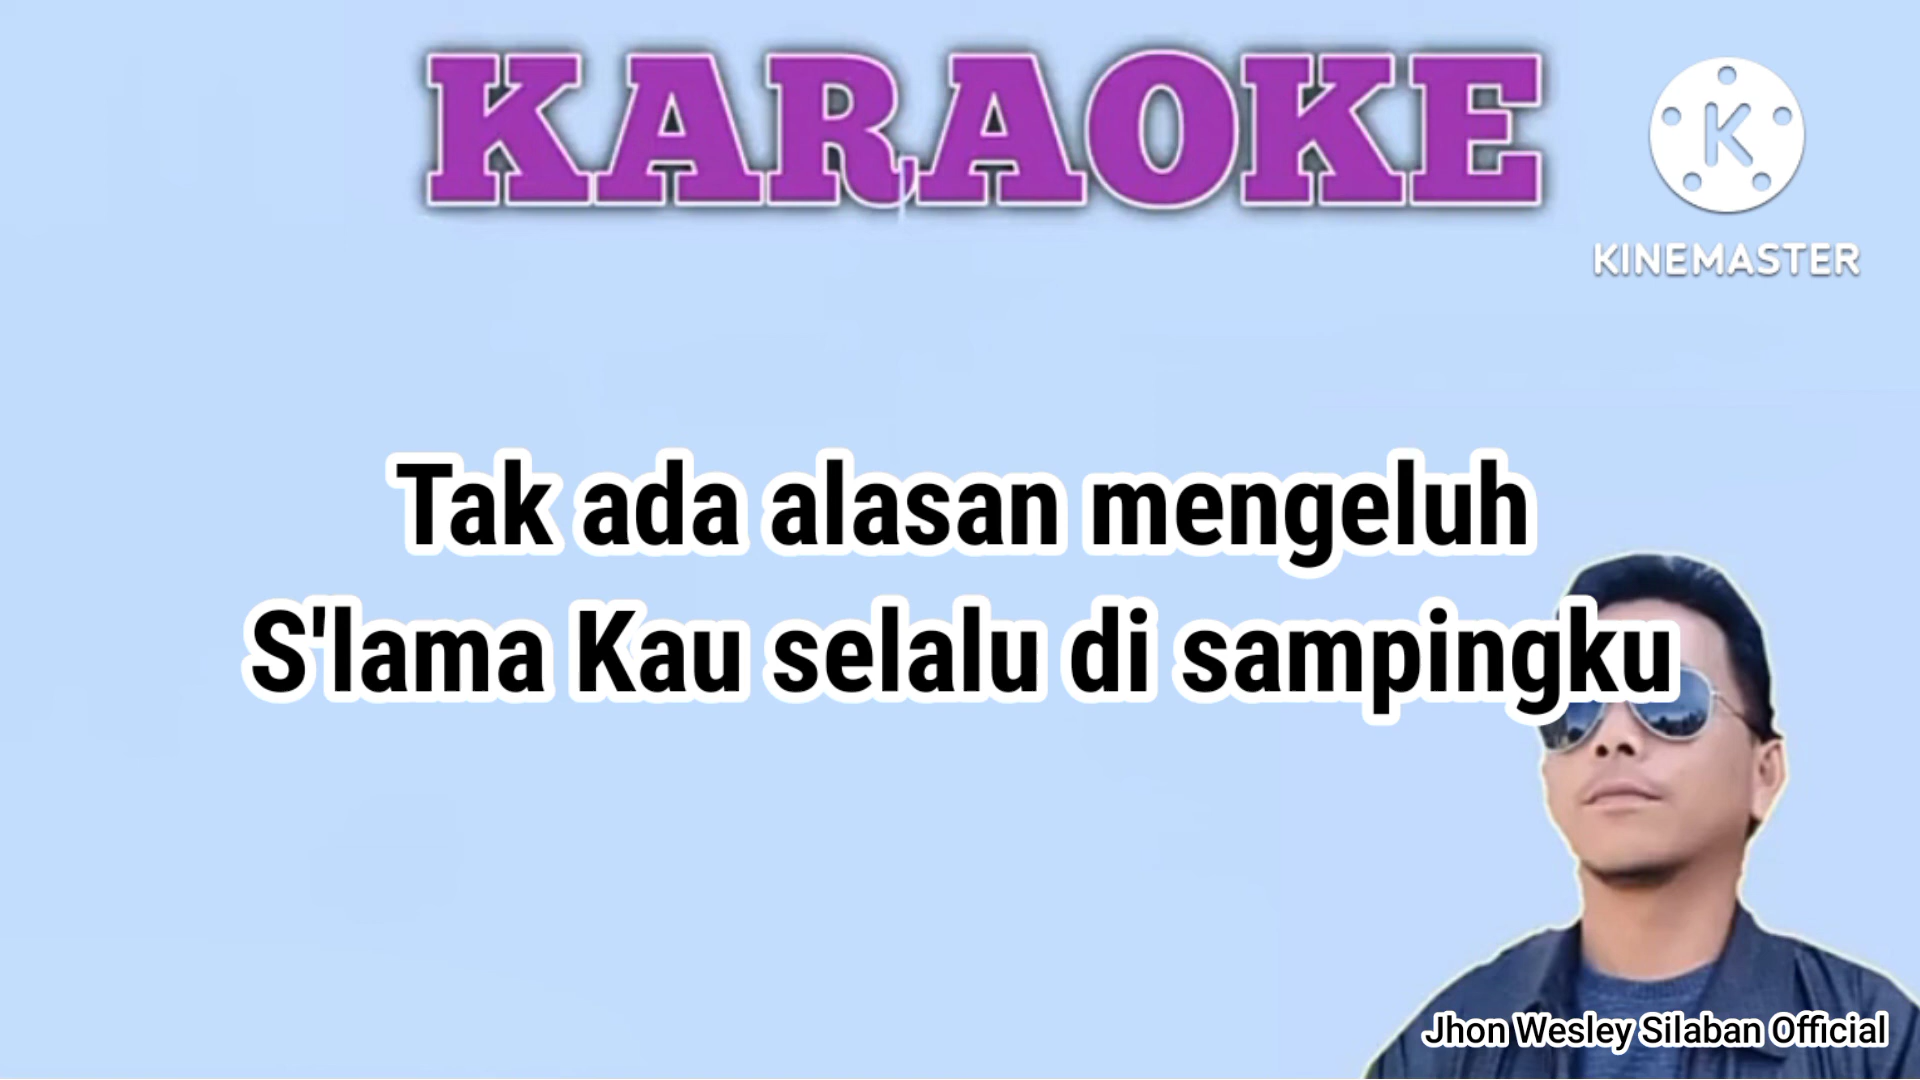 KARAOKE
K
KINEMASTER
Tak ada alasan mengeluh
S'lama Kau selalu di sampingku
Jhon Wesley Silaban Official